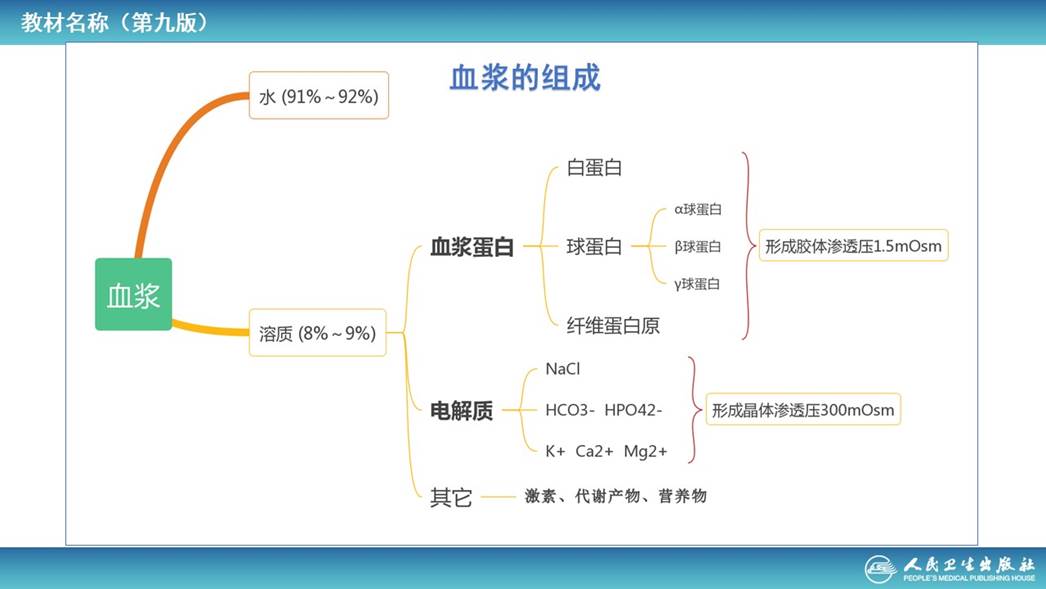 教材名称（第九版）
血浆的组成
水 (91%～92%)
血浆
溶质 (8%～9%)
血浆蛋白
白蛋白
球蛋白
α球蛋白
β球蛋白
γ球蛋白
纤维蛋白原
形成胶体渗透压1.5mOsm
电解质
NaCl
HCO3- HPO42-
K+ Ca2+ Mg2+
形成晶体渗透压300mOsm
其它
激素、代谢产物、营养物
人民卫生出版社
PEOPLE'S MEDICAL PUBLISHING HOUSE